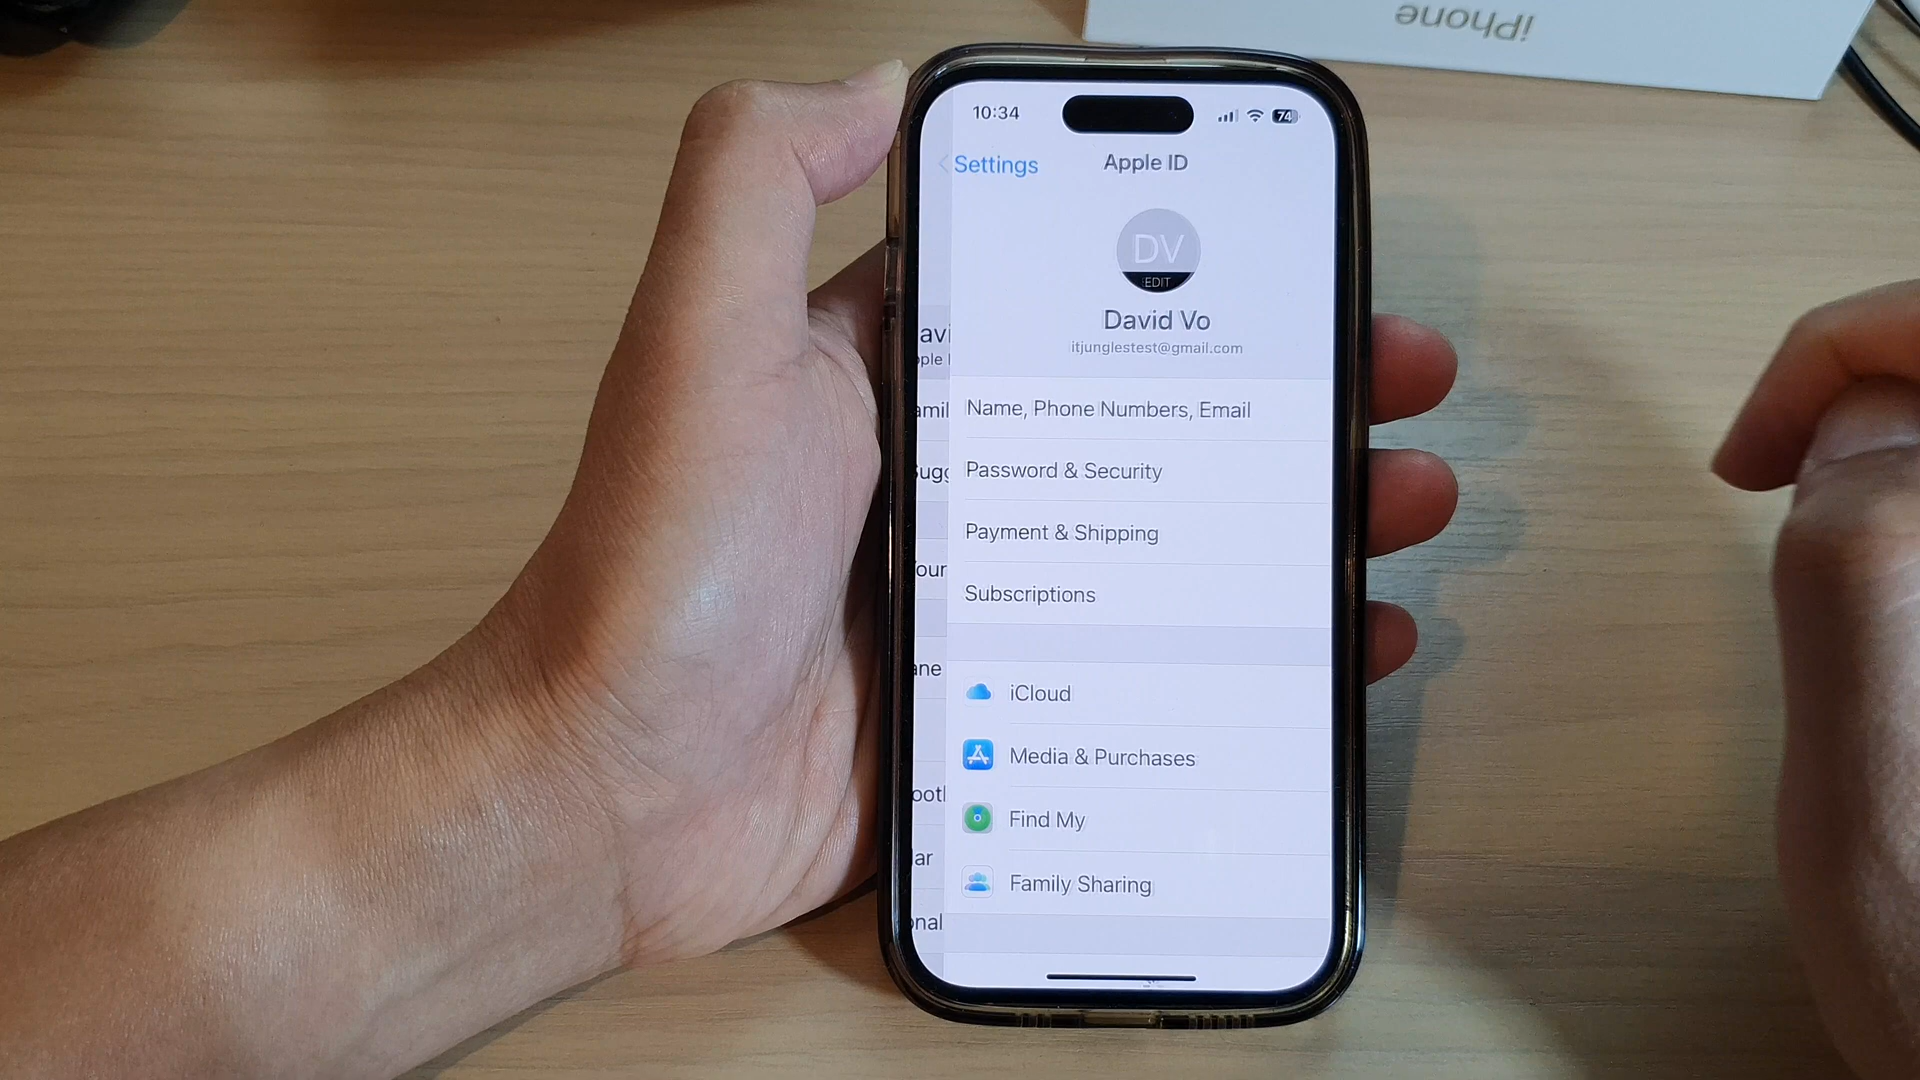 iPhone
10:34
74
Settings
Apple ID
DV
EDIT
David Vo
itjunglestest@gmail.com
Name, Phone Numbers, Email
Password & Security
Payment & Shipping
Subscriptions
iCloud
Media & Purchases
Find My
Family Sharing